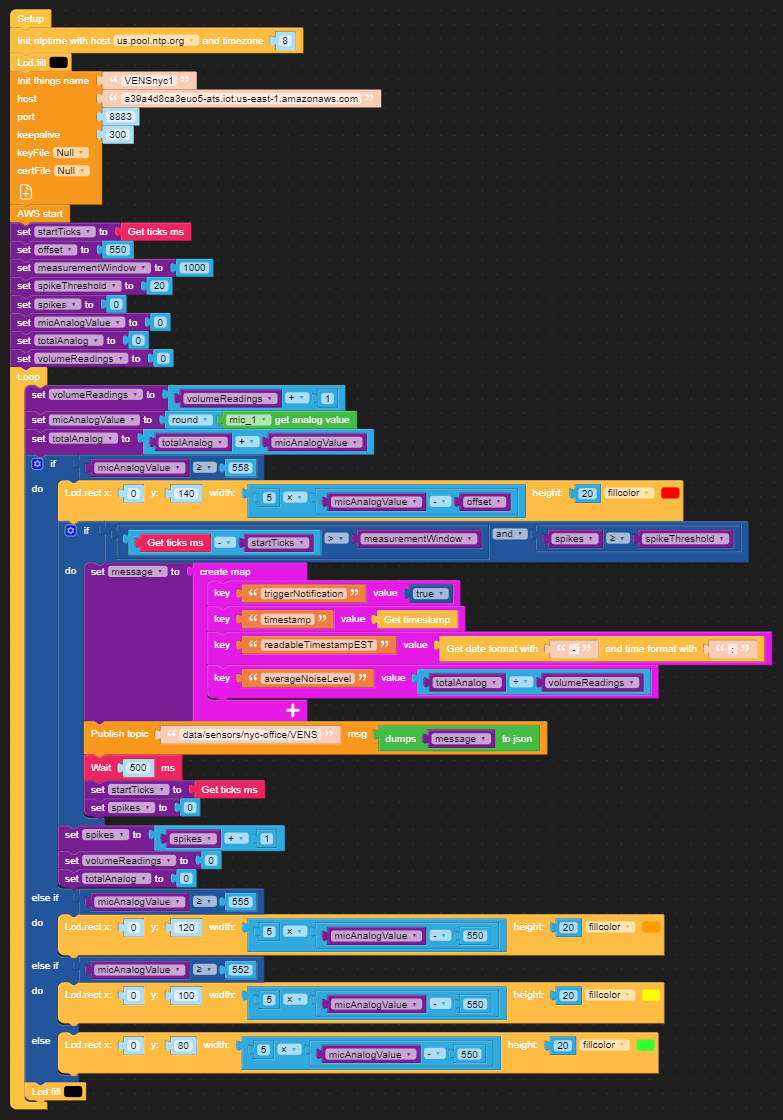 Setup
Init ntptime with host us.pool.ntp.org and timezone 8
Lcd.fill
Init things name “ VENSnyc1 ”
host “ a39a4d8ca3euo5-ats.iot.us-east-1.amazonaws.com ”
port 8883
keepalive 300
keyFile Null
certFile Null
AWS start
set startTicks to Get ticks ms
set offset to 550
set measurementWindow to 1000
set spikeThreshold to 20
set spikes to 0
set micAnalogValue to 0
set totalAnalog to 0
set volumeReadings to 0
Loop
set volumeReadings to volumeReadings + 1
set micAnalogValue to round mic_1 get analog value
set totalAnalog to totalAnalog + micAnalogValue
if micAnalogValue ≥ 558
do Lcd.rect x: 0 y: 140 width: 5 × micAnalogValue - offset height: 20 fillcolor
if Get ticks ms - startTicks > measurementWindow and spikes ≥ spikeThreshold
do set message to create map
key “ triggerNotification ” value true
key “ timestamp ” value Get timestamp
key “ readableTimestampEST ” value Get date format with “ - ” and time format with “ : ”
key “ averageNoiseLevel ” value totalAnalog ÷ volumeReadings
+
Publish topic “ data/sensors/nyc-office/VENS ” msg dumps message to json
Wait 500 ms
set startTicks to Get ticks ms
set spikes to 0
set spikes to spikes + 1
set volumeReadings to 0
set totalAnalog to 0
else if micAnalogValue ≥ 555
do Lcd.rect x: 0 y: 120 width: 5 × micAnalogValue - 550 height: 20 fillcolor
else if micAnalogValue ≥ 552
do Lcd.rect x: 0 y: 100 width: 5 × micAnalogValue - 550 height: 20 fillcolor
else Lcd.rect x: 0 y: 80 width: 5 × micAnalogValue - 550 height: 20 fillcolor
Lcd.fill